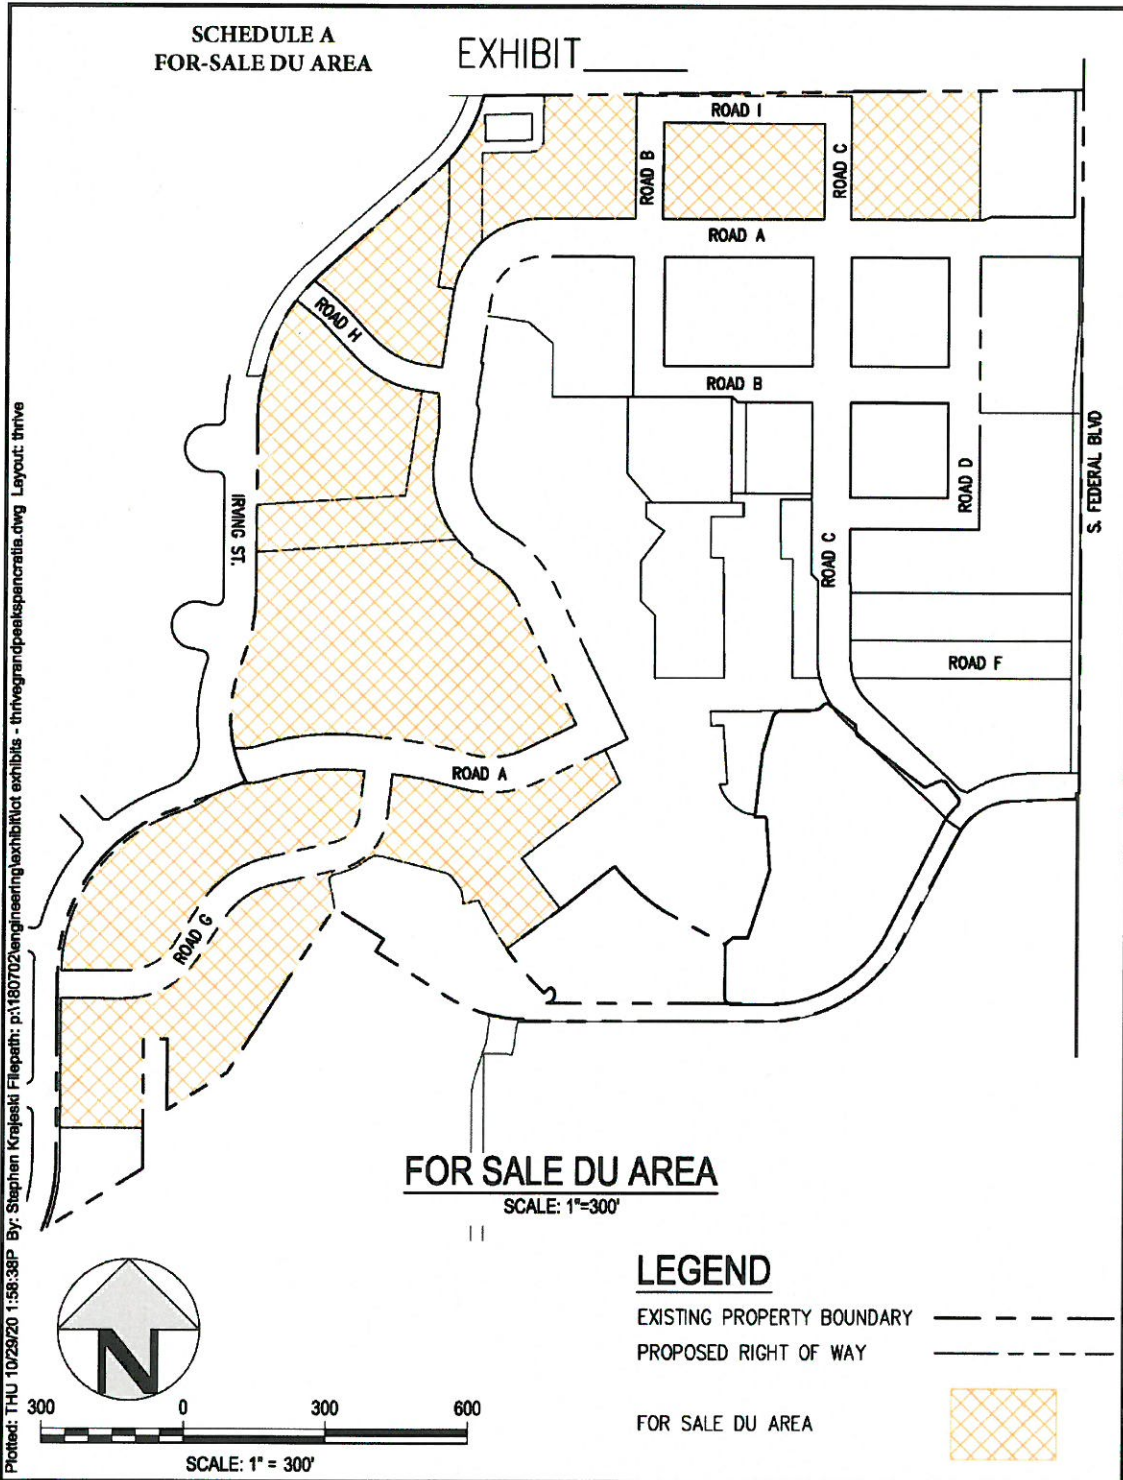 SCHEDULE A
FOR-SALE DU AREA
EXHIBIT______
ROAD I
ROAD B
ROAD C
ROAD A
ROAD H
ROAD B
IRVING ST.
ROAD D
S. FEDERAL BLVD
ROAD C
ROAD F
ROAD A
ROAD G
FOR SALE DU AREA
SCALE: 1"=300'
LEGEND
EXISTING PROPERTY BOUNDARY
PROPOSED RIGHT OF WAY
FOR SALE DU AREA
N
300 0 300 600
SCALE: 1" = 300'
Plotted: THU 10/29/20 1:58:38P By: Stephen Krajeski Filepath: p:\180702\engineering\exhibit\lot exhibits - thrivegrandpeakspancratia.dwg Layout: thrive